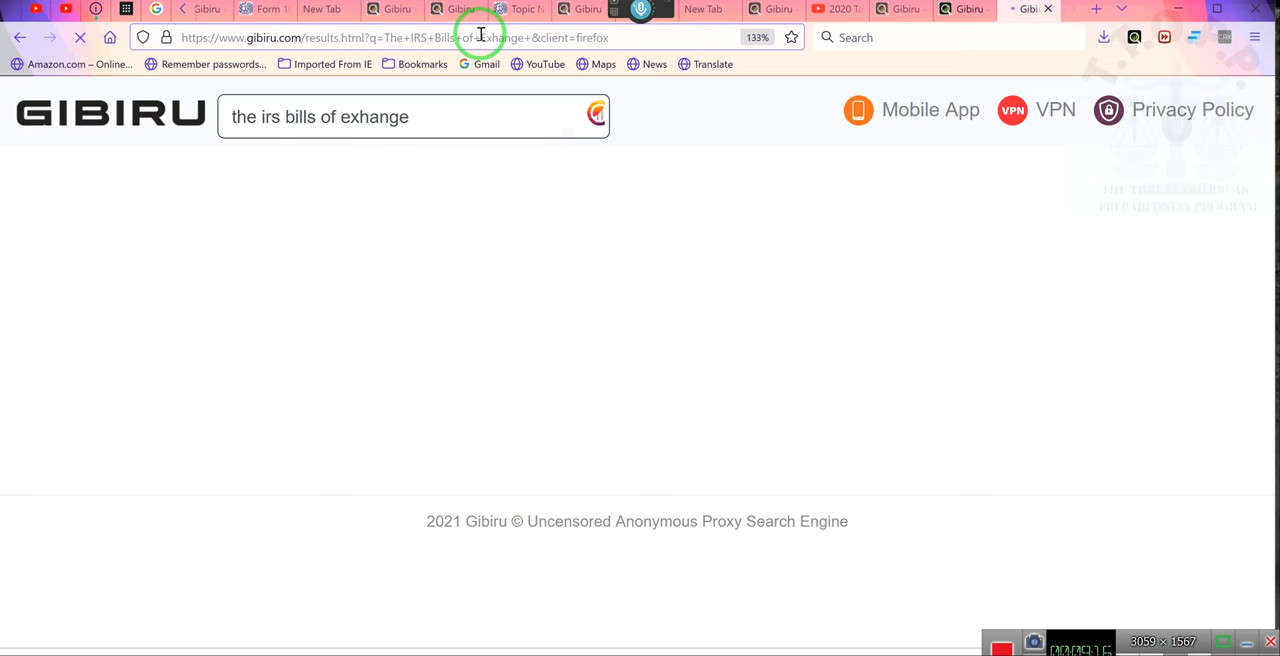 Gibiru - Form 1 New Tab Gibiru - Gibiru Topic N Gibiru New Tab Gibiru 2020 Ta Gibiru - Gibiru - Gibi
https://www.gibiru.com/results.html?q=The+IRS+Bills+of+Exhange+&client=firefox 133% Search
Amazon.com – Online... Remember passwords... Imported From IE Bookmarks Gmail YouTube Maps News Translate
GIBIRU the irs bills of exhange Mobile App VPN VPN Privacy Policy
PREPAREDNESS PROGRAM
2021 Gibiru © Uncensored Anonymous Proxy Search Engine
3059 × 1567